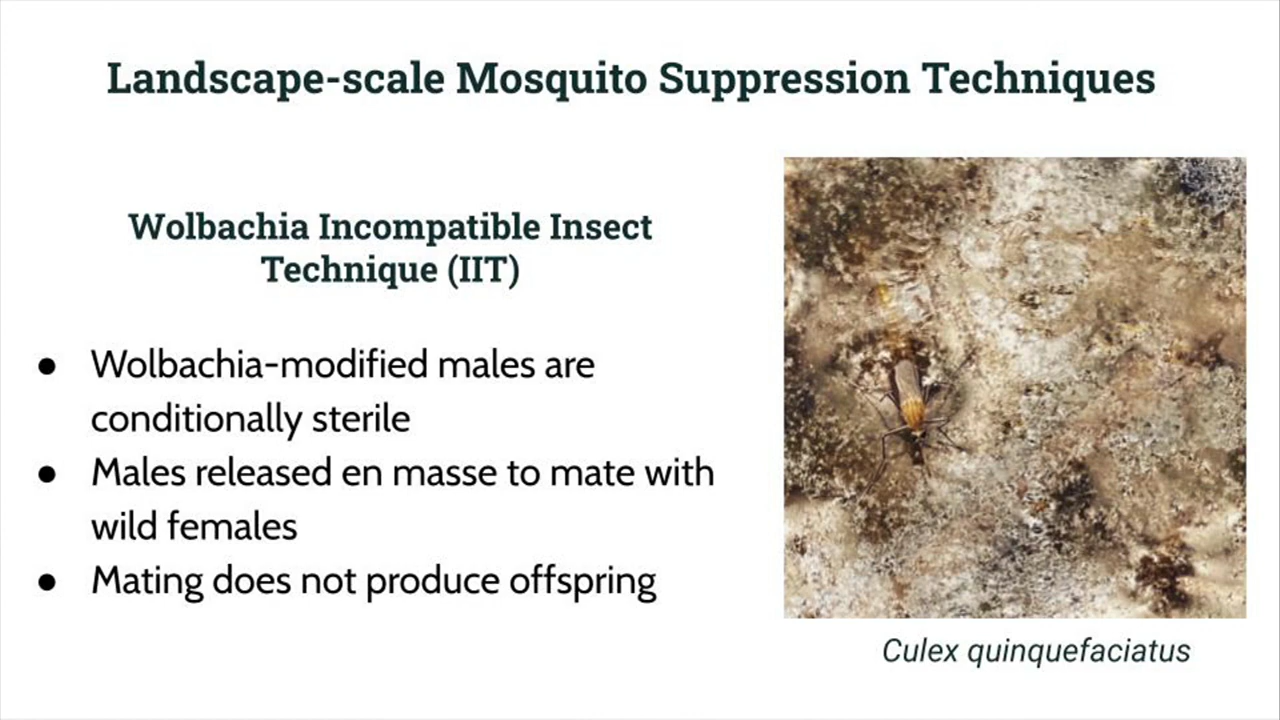 Landscape-scale Mosquito Suppression Techniques
Wolbachia Incompatible Insect
Technique (IIT)
● Wolbachia-modified males are
conditionally sterile
● Males released en masse to mate with
wild females
● Mating does not produce offspring
Culex quinquefaciatus